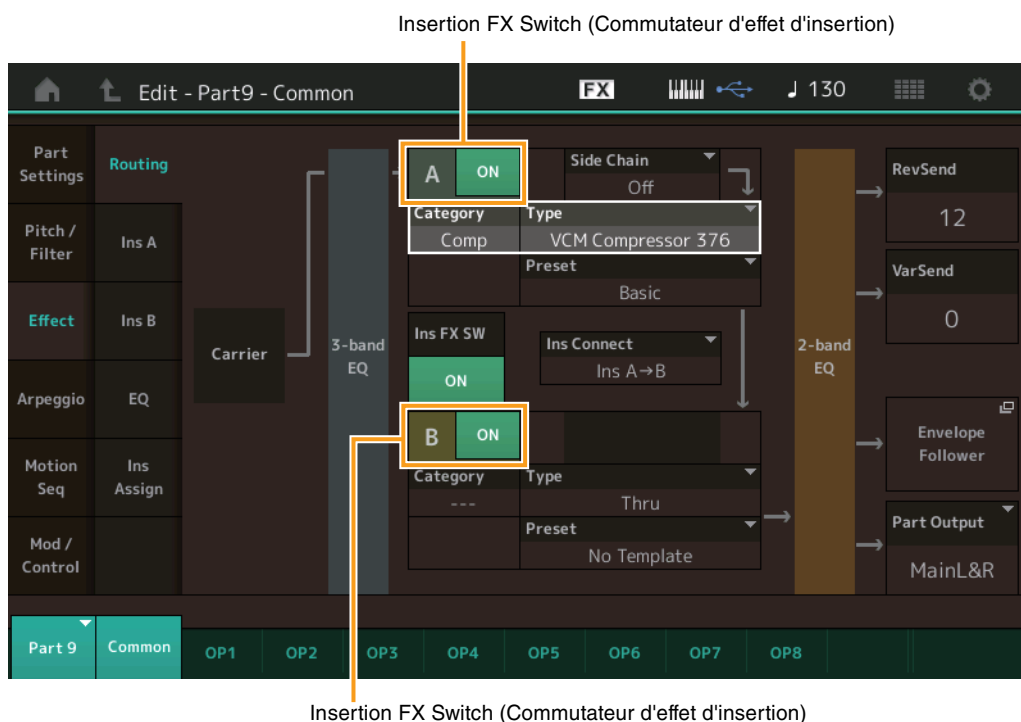 Insertion FX Switch (Commutateur d'effet d'insertion)
Edit - Part9 - Common
FX
130
Part
Settings
Routing
A
ON
Side Chain
Off
RevSend
12
Category
Comp
Type
VCM Compressor 376
Pitch /
Filter
Ins A
Preset
Basic
VarSend
0
Effect
Ins B
Carrier
3-band
EQ
Ins FX SW
ON
Ins Connect
Ins A→B
2-band
EQ
Arpeggio
EQ
B
ON
Envelope
Follower
Motion
Seq
Ins
Assign
Category
---
Type
Thru
Preset
No Template
Part Output
MainL&R
Mod /
Control
Part 9
Common
OP1
OP2
OP3
OP4
OP5
OP6
OP7
OP8
Insertion FX Switch (Commutateur d'effet d'insertion)